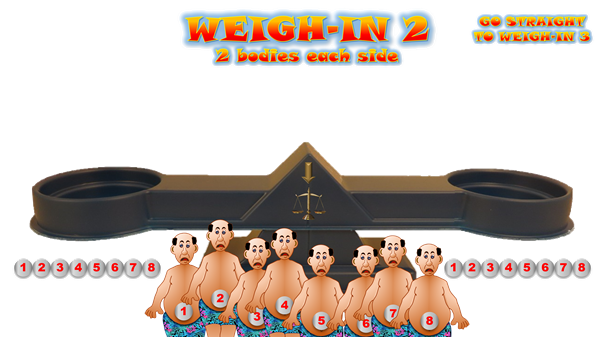 WEIGH-IN 2
2 bodies each side
GO STRAIGHT
TO WEIGH-IN 3
1 2 3 4 5 6 7 8
1 2 3 4 5 6 7 8
1 2 3 4 5 6 7 8